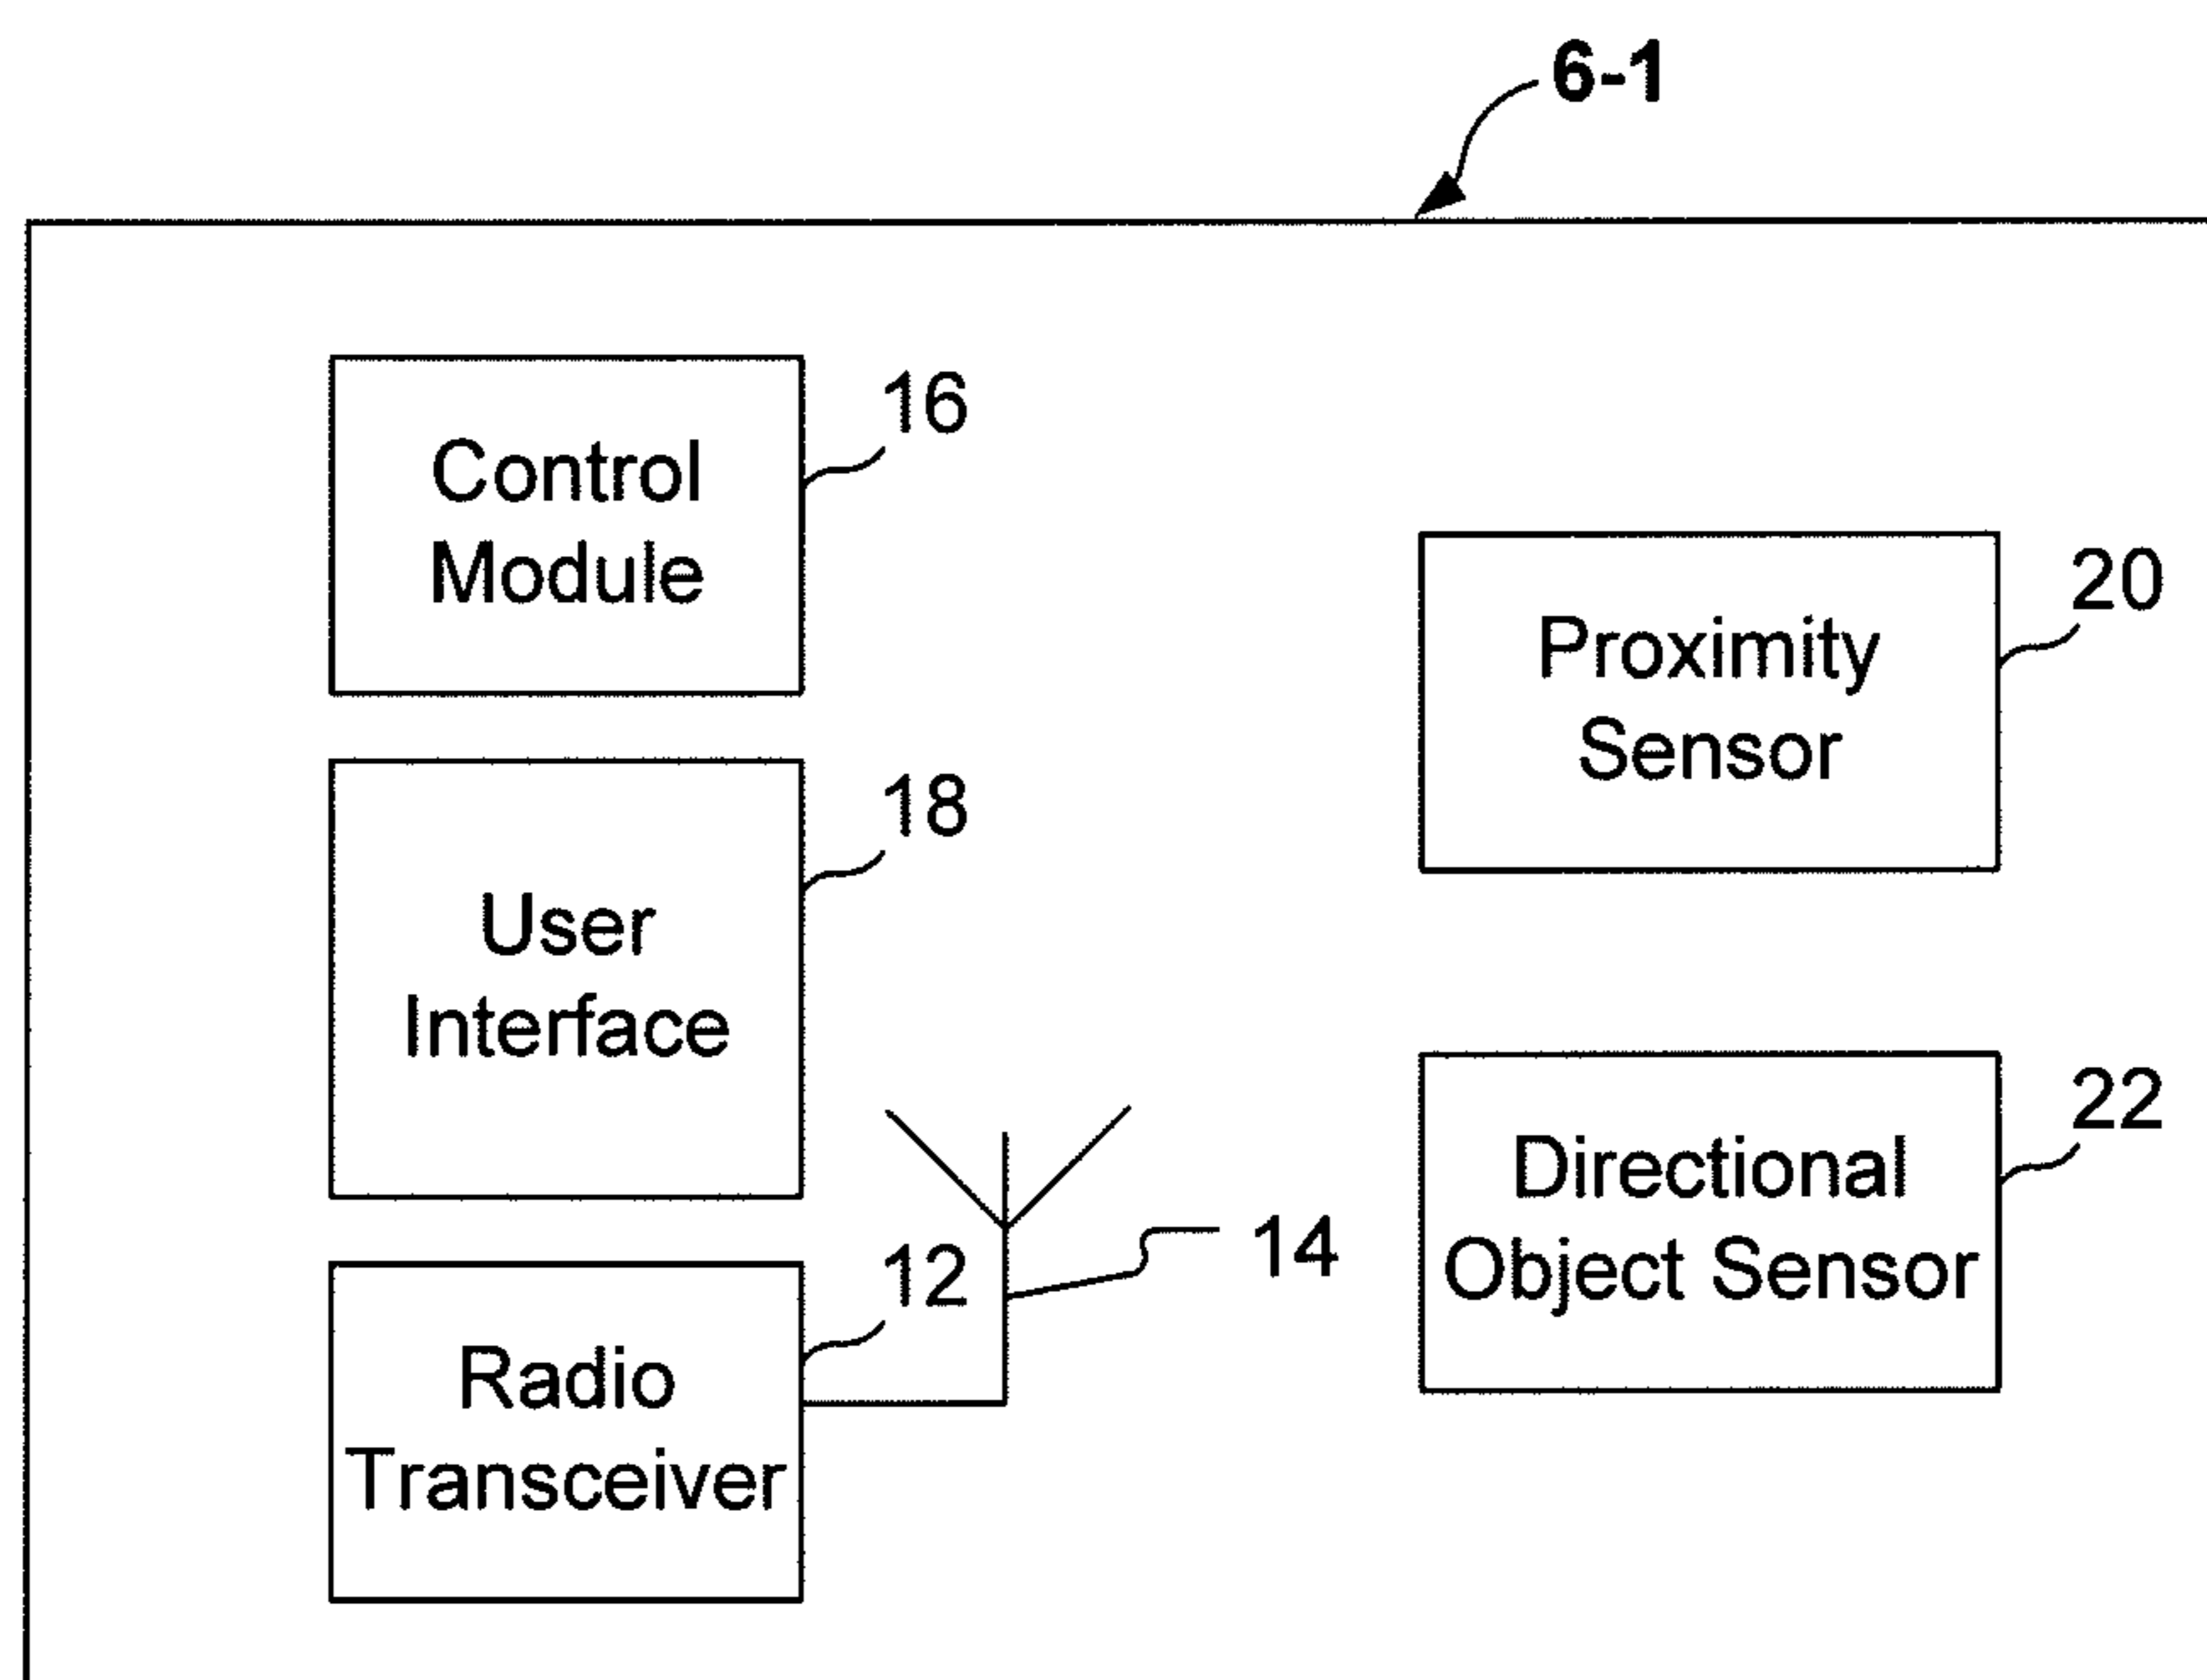 6-1
16
Control
Module
20
Proximity
Sensor
18
User
Interface
22
Directional
Object Sensor
14
12
Radio
Transceiver